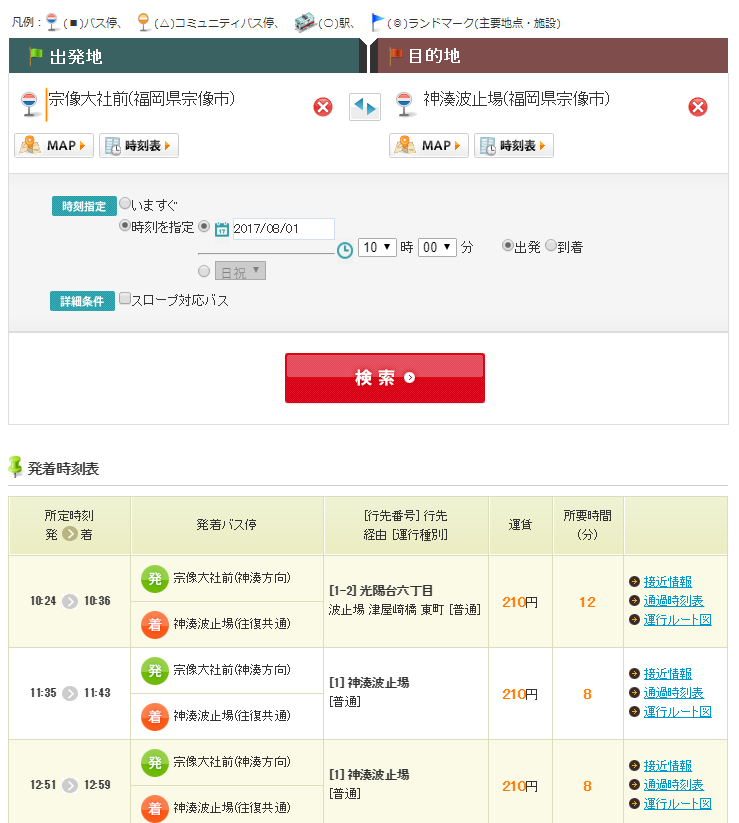 凡例： (■)バス停、 (△)コミュニティバス停、 (○)駅、 (◎)ランドマーク(主要地点・施設)
出発地 目的地
宗像大社前(福岡県宗像市) 神湊波止場(福岡県宗像市)
MAP 時刻表 MAP 時刻表
時刻指定 いますぐ
時刻を指定 17 2017/08/01 10 ▼ 時 00 ▼ 分 出発 到着
日祝 ▼
詳細条件 スロープ対応バス
検索
発着時刻表
所定時刻
発 着
発着バス停
[行先番号] 行先
経由 [運行種別]
運賃
所要時間
(分)
10:24 10:36
発 宗像大社前(神湊方向)
着 神湊波止場(往復共通)
[1-2] 光陽台六丁目
波止場 津屋崎橋 東町 [普通]
210円
12
接近情報
通過時刻表
運行ルート図
11:35 11:43
発 宗像大社前(神湊方向)
着 神湊波止場(往復共通)
[1] 神湊波止場
[普通]
210円
8
接近情報
通過時刻表
運行ルート図
12:51 12:59
発 宗像大社前(神湊方向)
着 神湊波止場(往復共通)
[1] 神湊波止場
[普通]
210円
8
接近情報
通過時刻表
運行ルート図